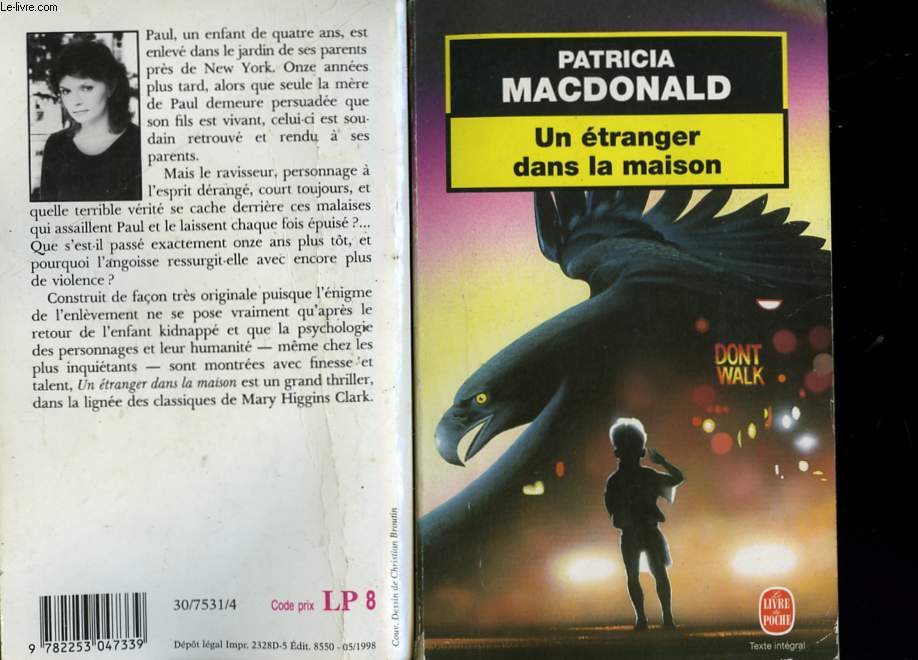 Le-livre.com
Paul, un enfant de quatre ans, est
enlevé dans le jardin de ses parents
près de New York. Onze années
plus tard, alors que seule la mère
de Paul demeure persuadée que
son fils est vivant, celui-ci est sou-
dain retrouvé et rendu à ses
parents.
Mais le ravisseur, personnage à
l'esprit dérangé, court toujours, et
quelle terrible vérité se cache derrière ces malaises
qui assaillent Paul et le laissent chaque fois épuisé ?...
Que s'est-il passé exactement onze ans plus tôt, et
pourquoi l'angoisse ressurgit-elle avec encore plus
de violence ?
Construit de façon très originale puisque l'énigme
de l'enlèvement ne se pose vraiment qu'après le
retour de l'enfant kidnappé et que la psychologie
des personnages et leur humanité — même chez les
plus inquiétants — sont montrées avec finesse et
talent, Un étranger dans la maison est un grand thriller,
dans la lignée des classiques de Mary Higgins Clark.
Couv. Dessin de Christian Broutin
30/7531/4
Code prix LP 8
9 782253 047339
Dépôt légal Impr. 2328D-5 Édit. 8550 - 05/1998
PATRICIA
MACDONALD
Un étranger
dans la maison
DONT
WALK
Le
LIVRE
de
POCHE
Texte intégral